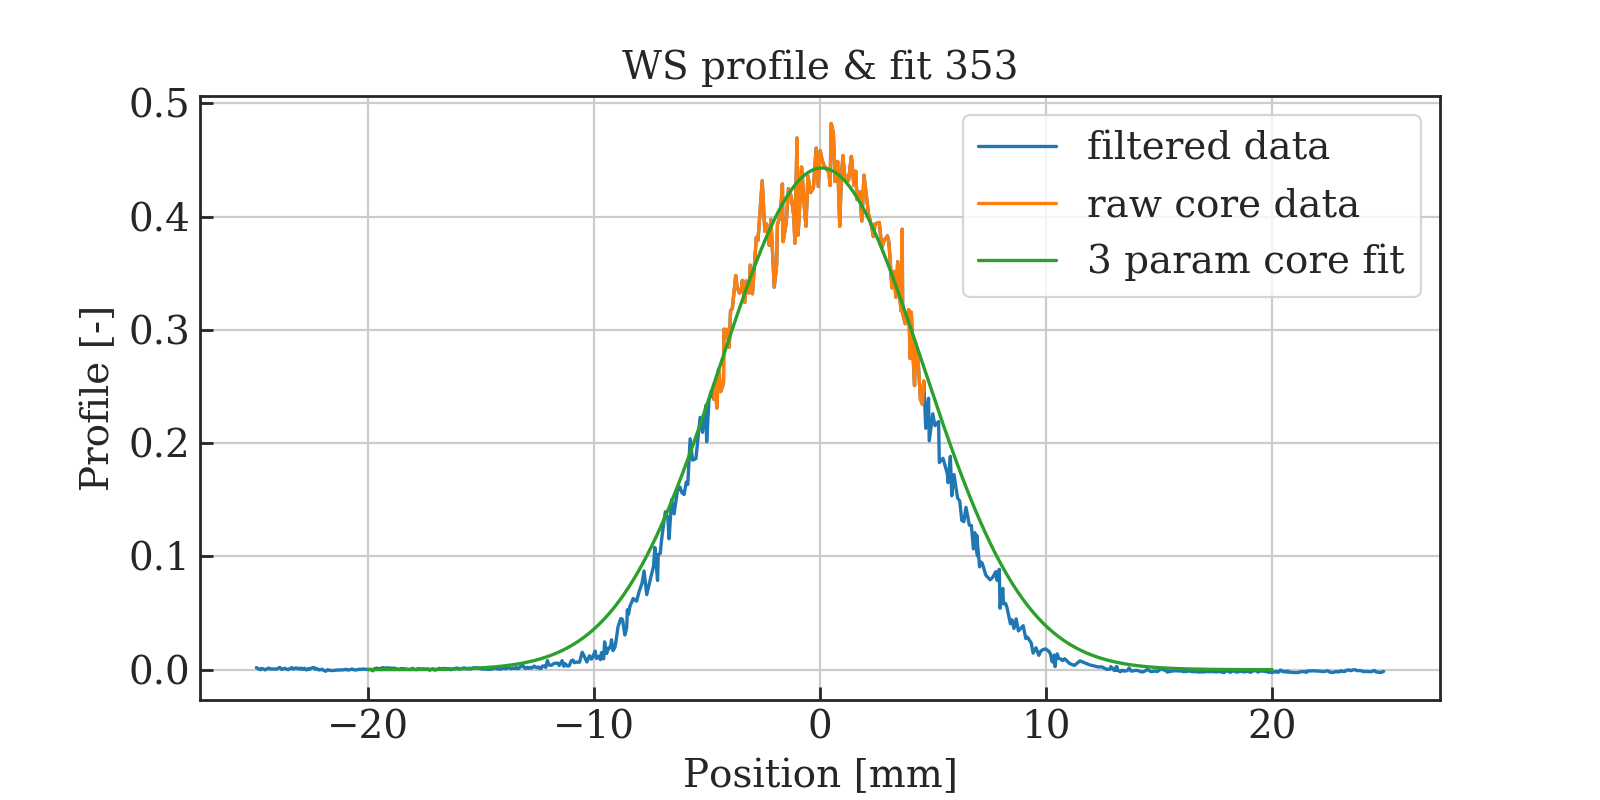 WS profile & fit 353
0.5
0.4
0.3
0.2
0.1
0.0
Profile [-]
filtered data
raw core data
3 param core fit
−20
−10
0
10
20
Position [mm]